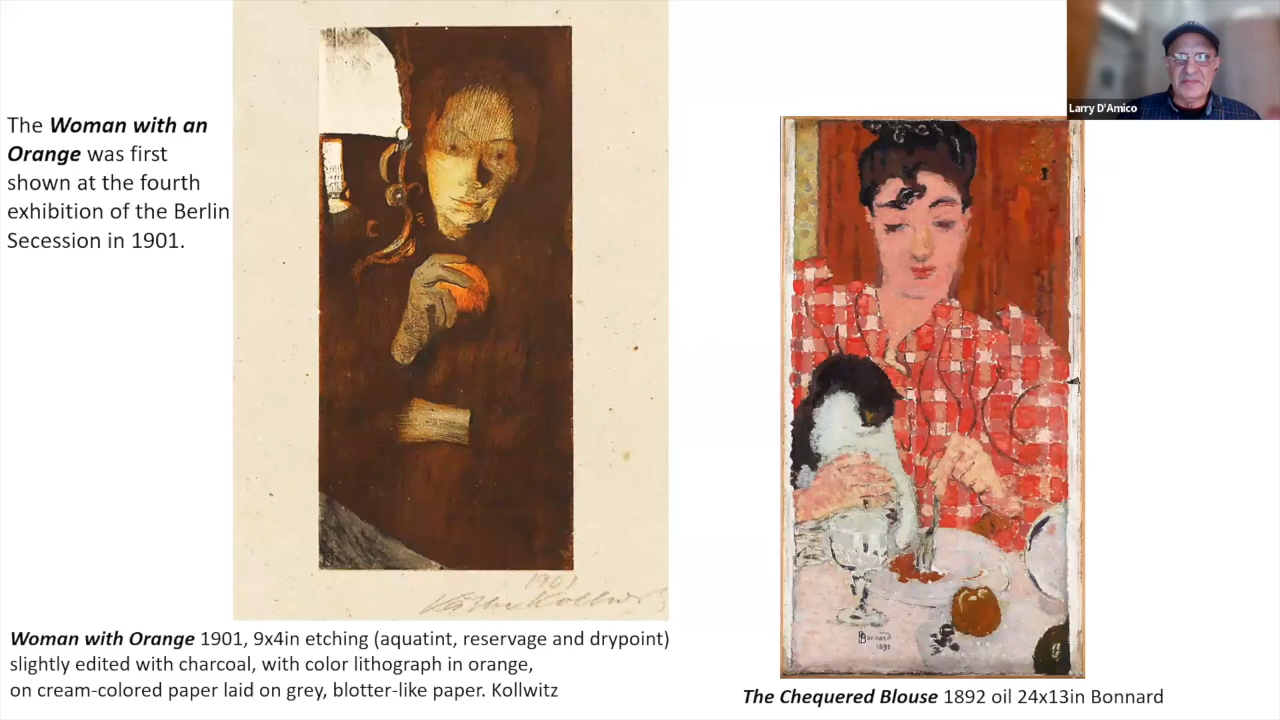 The Woman with an
Orange was first
shown at the fourth
exhibition of the Berlin
Secession in 1901.
Larry D'Amico
1901
Käthe Kollwitz
Bonnard
Woman with Orange 1901, 9x4in etching (aquatint, reservage and drypoint)
slightly edited with charcoal, with color lithograph in orange,
on cream-colored paper laid on grey, blotter-like paper. Kollwitz
The Chequered Blouse 1892 oil 24x13in Bonnard